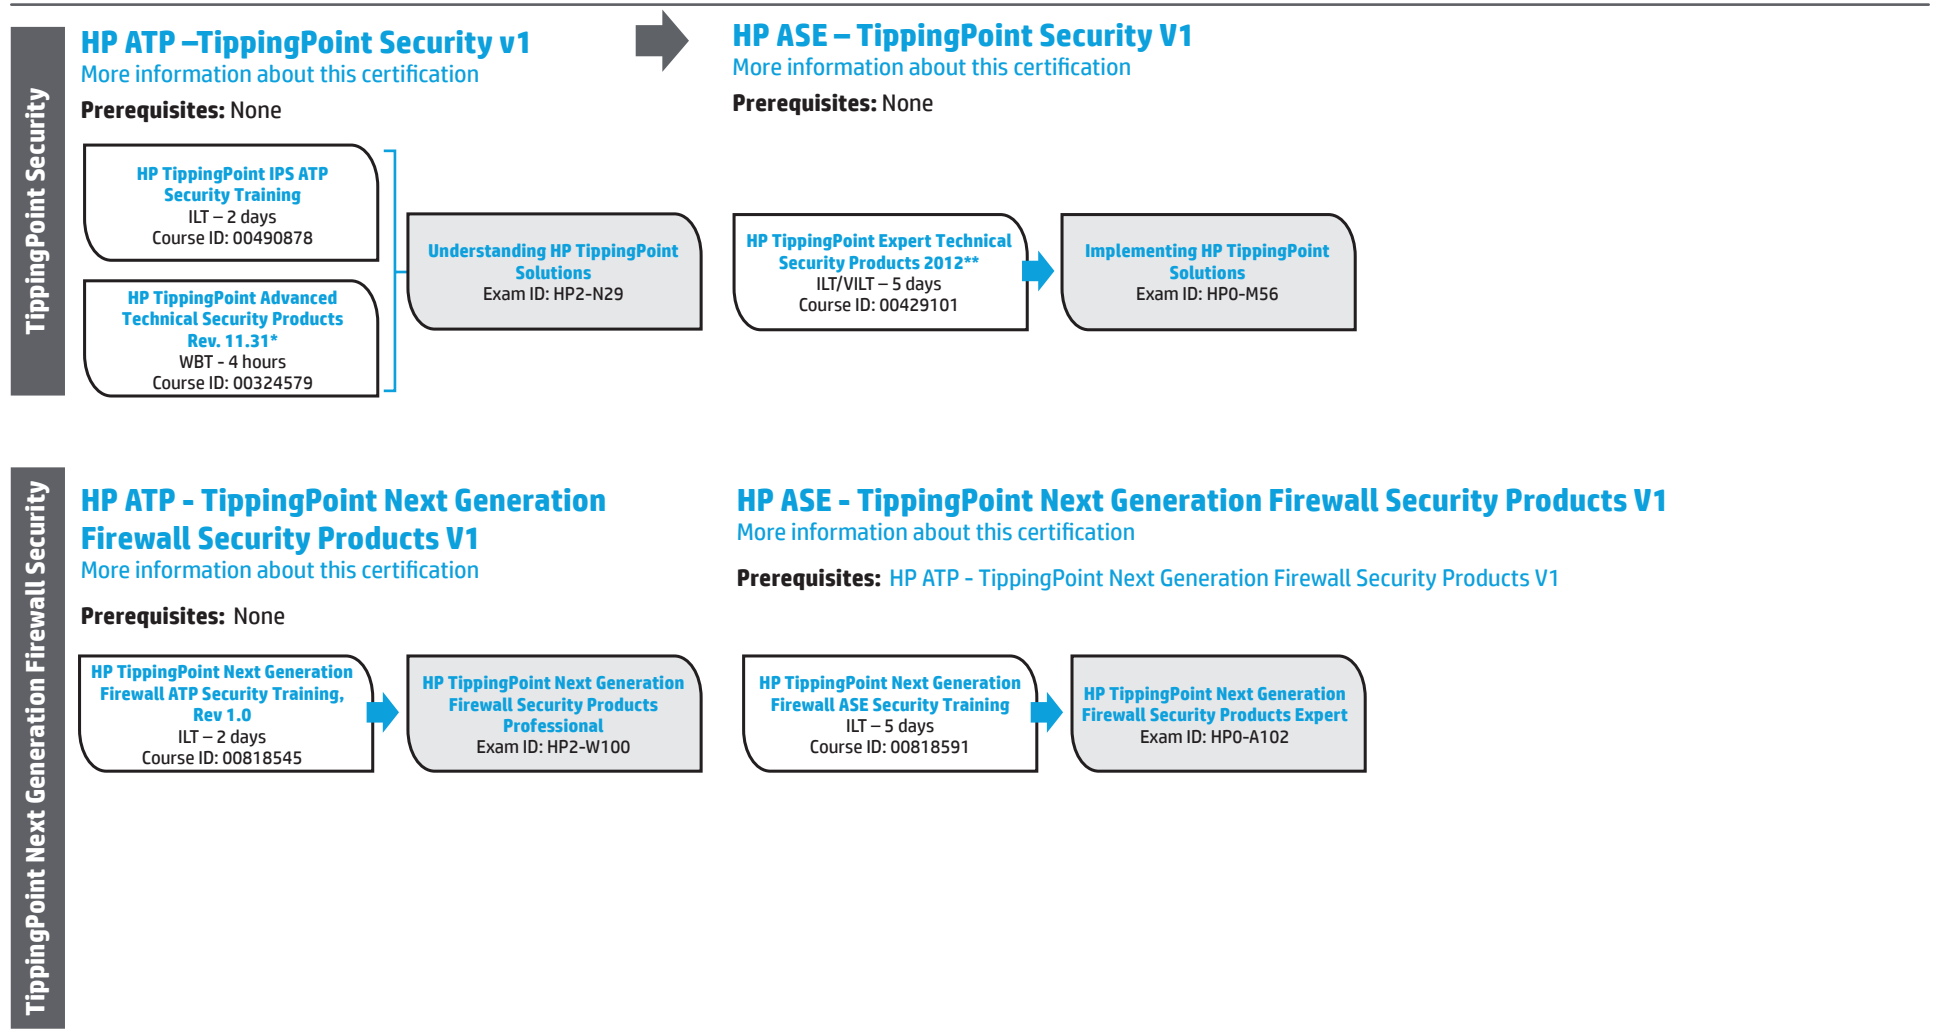 TippingPoint Security
HP ATP –TippingPoint Security v1
More information about this certification
Prerequisites: None
HP TippingPoint IPS ATP
Security Training
ILT – 2 days
Course ID: 00490878
HP TippingPoint Advanced
Technical Security Products
Rev. 11.31*
WBT - 4 hours
Course ID: 00324579
Understanding HP TippingPoint
Solutions
Exam ID: HP2-N29
HP ASE – TippingPoint Security V1
More information about this certification
Prerequisites: None
HP TippingPoint Expert Technical
Security Products 2012**
ILT/VILT – 5 days
Course ID: 00429101
Implementing HP TippingPoint
Solutions
Exam ID: HP0-M56
TippingPoint Next Generation Firewall Security
HP ATP - TippingPoint Next Generation
Firewall Security Products V1
More information about this certification
Prerequisites: None
HP TippingPoint Next Generation
Firewall ATP Security Training,
Rev 1.0
ILT – 2 days
Course ID: 00818545
HP TippingPoint Next Generation
Firewall Security Products
Professional
Exam ID: HP2-W100
HP ASE - TippingPoint Next Generation Firewall Security Products V1
More information about this certification
Prerequisites: HP ATP - TippingPoint Next Generation Firewall Security Products V1
HP TippingPoint Next Generation
Firewall ASE Security Training
ILT – 5 days
Course ID: 00818591
HP TippingPoint Next Generation
Firewall Security Products Expert
Exam ID: HP0-A102